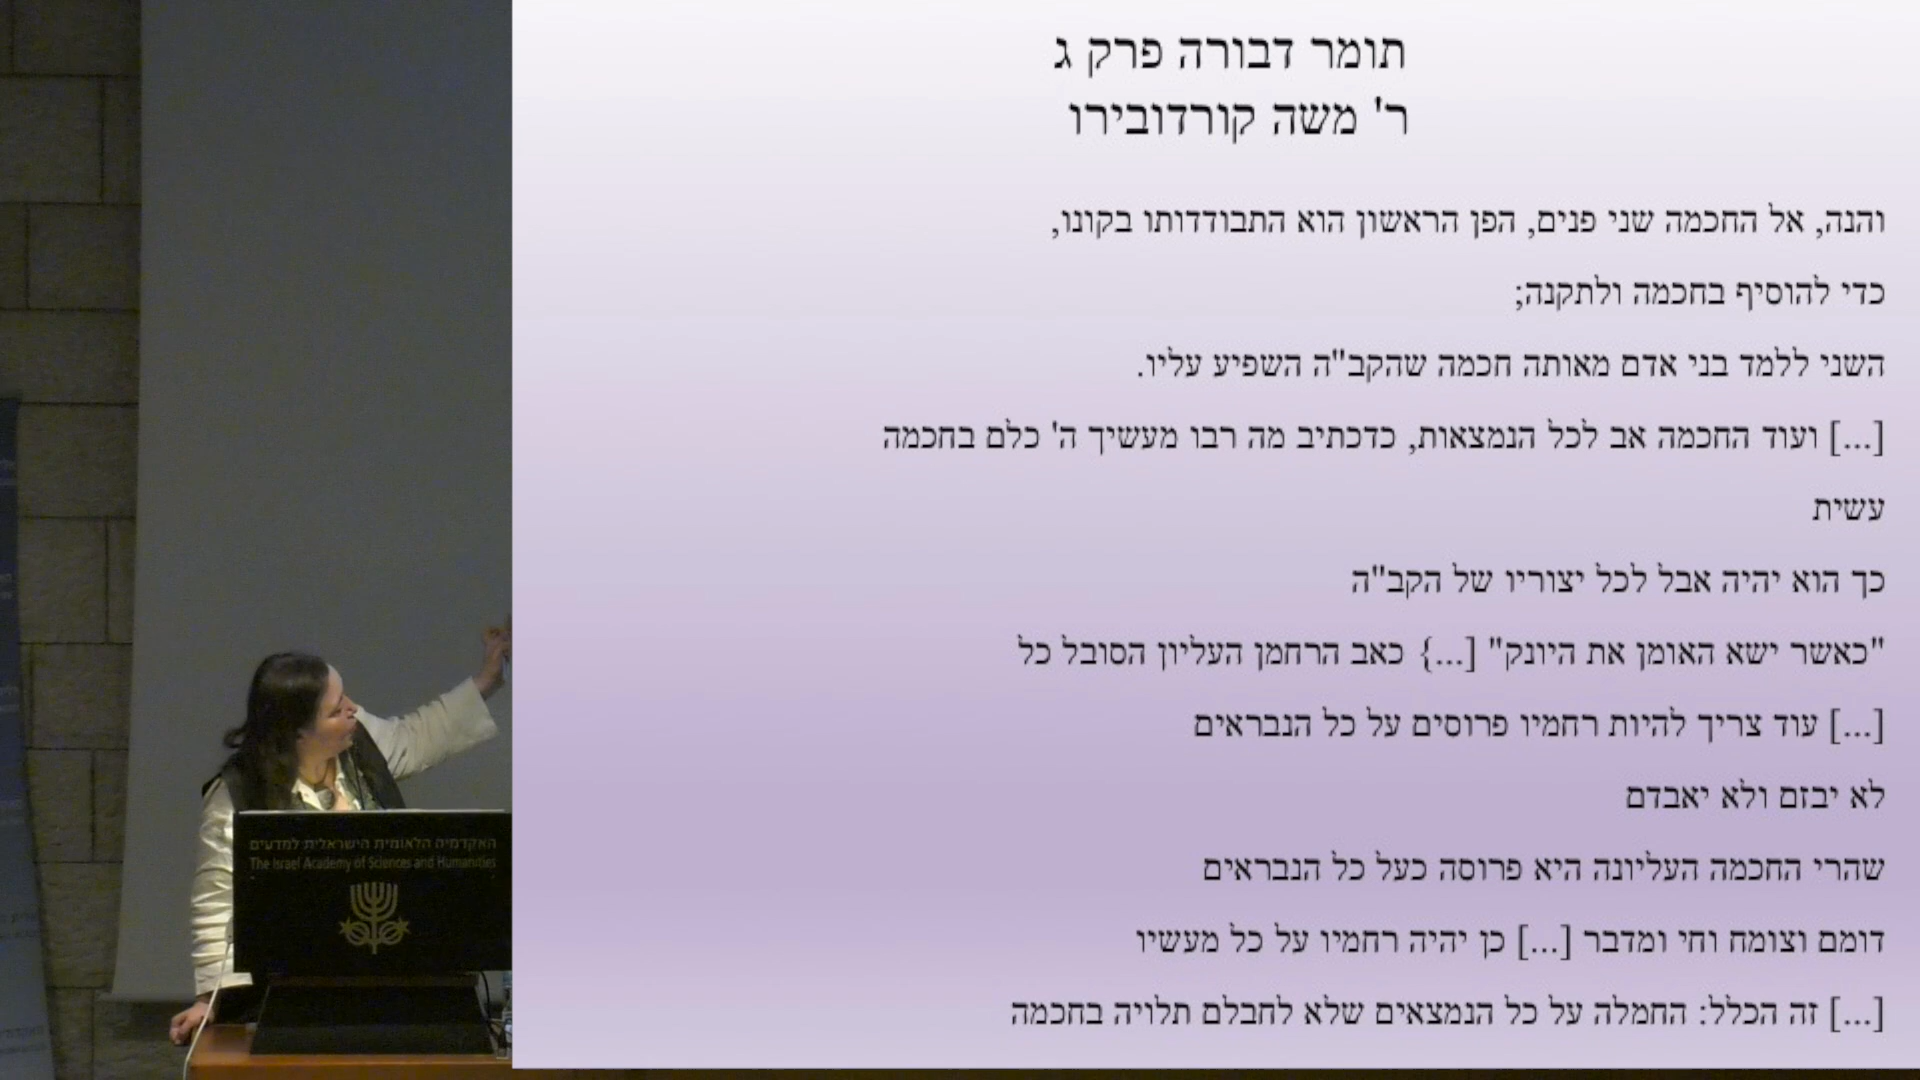 תומר דבורה פרק ג
ר' משה קורדובירו
והנה, אל החכמה שני פנים, הפן הראשון הוא התבודדותו בקונו,
כדי להוסיף בחכמה ולתקנה;
השני ללמד בני אדם מאותה חכמה שהקב"ה השפיע עליו.
[...] ועוד החכמה אב לכל הנמצאות, כדכתיב מה רבו מעשיך ה' כלם בחכמה
עשית
כך הוא יהיה אבל לכל יצוריו של הקב"ה
"כאשר ישא האומן את היונק" [...} כאב הרחמן העליון הסובל כל
[...] עוד צריך להיות רחמיו פרוסים על כל הנבראים
לא יבזם ולא יאבדם
שהרי החכמה העליונה היא פרוסה כעל כל הנבראים
דומם וצומח וחי ומדבר [...] כן יהיה רחמיו על כל מעשיו
[...] זה הכלל: החמלה על כל הנמצאים שלא לחבלם תלויה בחכמה
האקדמיה הלאומית הישראלית למדעים
The Israel Academy of Sciences and Humanities